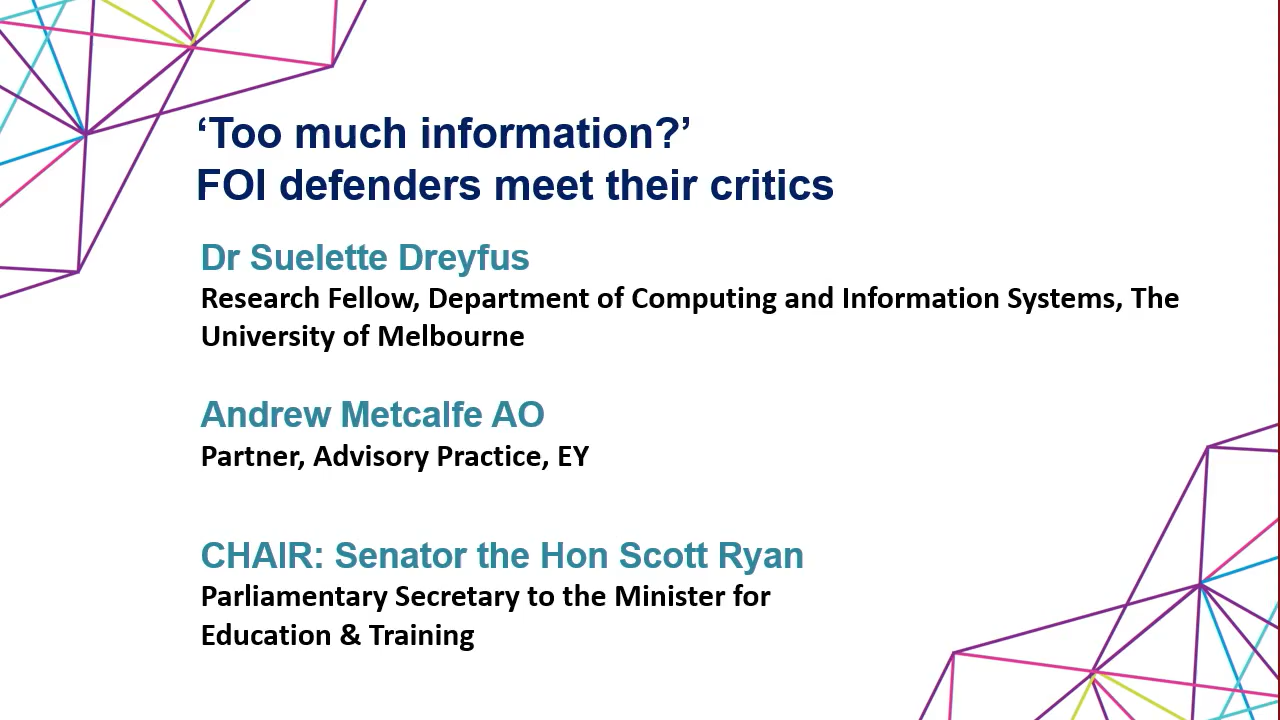 ‘Too much information?’
FOI defenders meet their critics
Dr Suelette Dreyfus
Research Fellow, Department of Computing and Information Systems, The
University of Melbourne
Andrew Metcalfe AO
Partner, Advisory Practice, EY
CHAIR: Senator the Hon Scott Ryan
Parliamentary Secretary to the Minister for
Education & Training